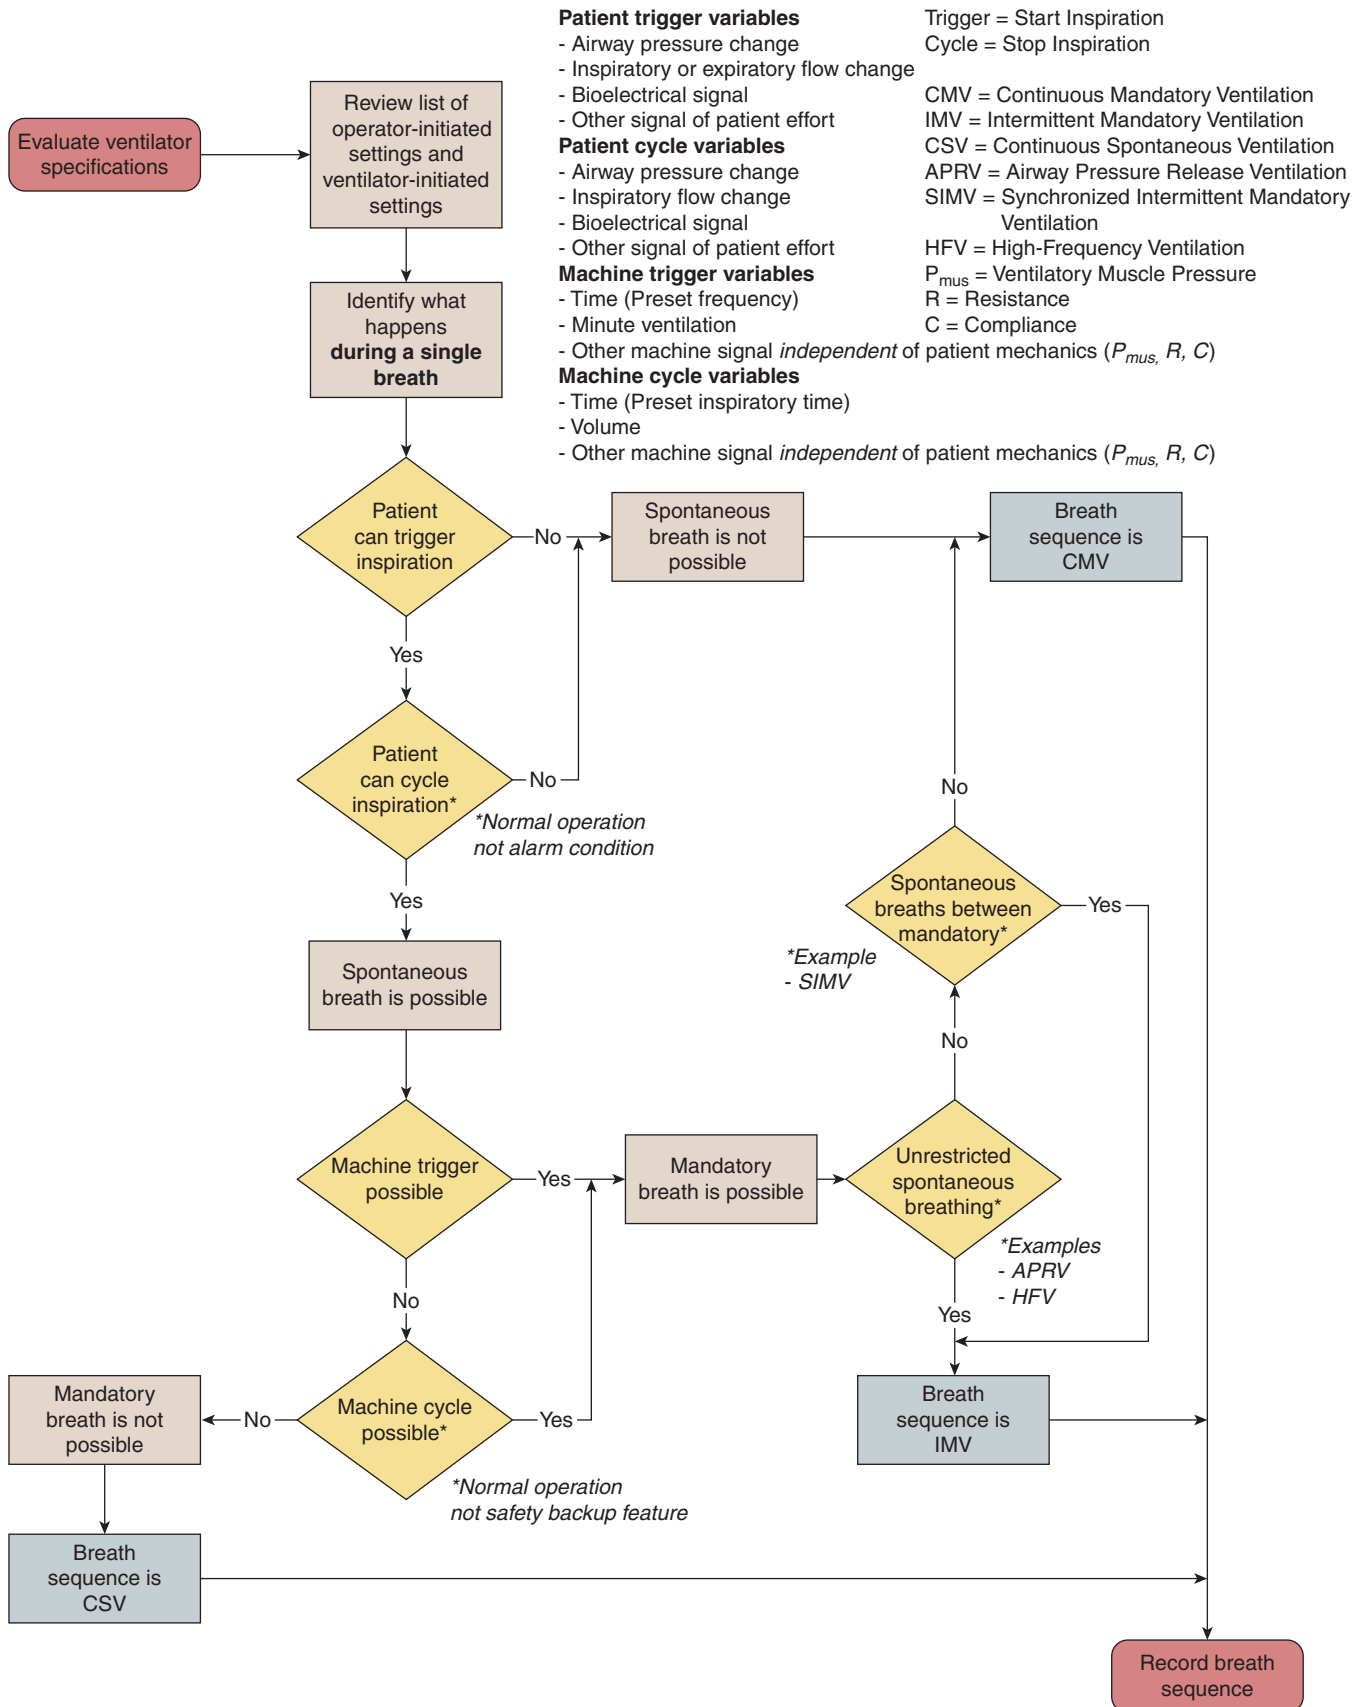 Patient trigger variables
- Airway pressure change
- Inspiratory or expiratory flow change
- Bioelectrical signal
- Other signal of patient effort
Patient cycle variables
- Airway pressure change
- Inspiratory flow change
- Bioelectrical signal
- Other signal of patient effort
Machine trigger variables
- Time (Preset frequency)
- Minute ventilation
- Other machine signal independent of patient mechanics (Pmus, R, C)
Machine cycle variables
- Time (Preset inspiratory time)
- Volume
- Other machine signal independent of patient mechanics (Pmus, R, C)
Trigger = Start Inspiration
Cycle = Stop Inspiration
CMV = Continuous Mandatory Ventilation
IMV = Intermittent Mandatory Ventilation
CSV = Continuous Spontaneous Ventilation
APRV = Airway Pressure Release Ventilation
SIMV = Synchronized Intermittent Mandatory
Ventilation
HFV = High-Frequency Ventilation
Pmus = Ventilatory Muscle Pressure
R = Resistance
C = Compliance
Evaluate ventilator
specifications
Review list of
operator-initiated
settings and
ventilator-initiated
settings
Identify what
happens
during a single
breath
Patient
can trigger
inspiration
No
Spontaneous
breath is not
possible
Breath
sequence is
CMV
Yes
Patient
can cycle
inspiration*
No
*Normal operation
not alarm condition
Yes
Spontaneous
breath is possible
No
Spontaneous
breaths between
mandatory*
Yes
*Example
- SIMV
No
Machine trigger
possible
Yes
Mandatory
breath is possible
Unrestricted
spontaneous
breathing*
*Examples
- APRV
- HFV
Yes
No
Machine cycle
possible*
Yes
No
*Normal operation
not safety backup feature
Mandatory
breath is not
possible
Breath
sequence is
IMV
Breath
sequence is
CSV
Record breath
sequence